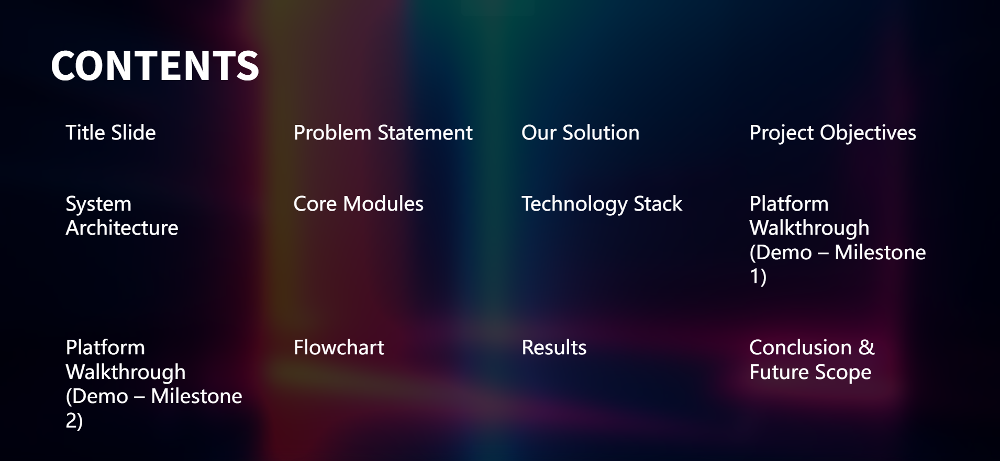 CONTENTS
Title Slide
Problem Statement
Our Solution
Project Objectives
System
Architecture
Core Modules
Technology Stack
Platform
Walkthrough
(Demo – Milestone
1)
Platform
Walkthrough
(Demo – Milestone
2)
Flowchart
Results
Conclusion &
Future Scope